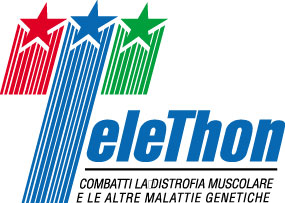 TeleThon
COMBATTI LA DISTROFIA MUSCOLARE
E LE ALTRE MALATTIE GENETICHE